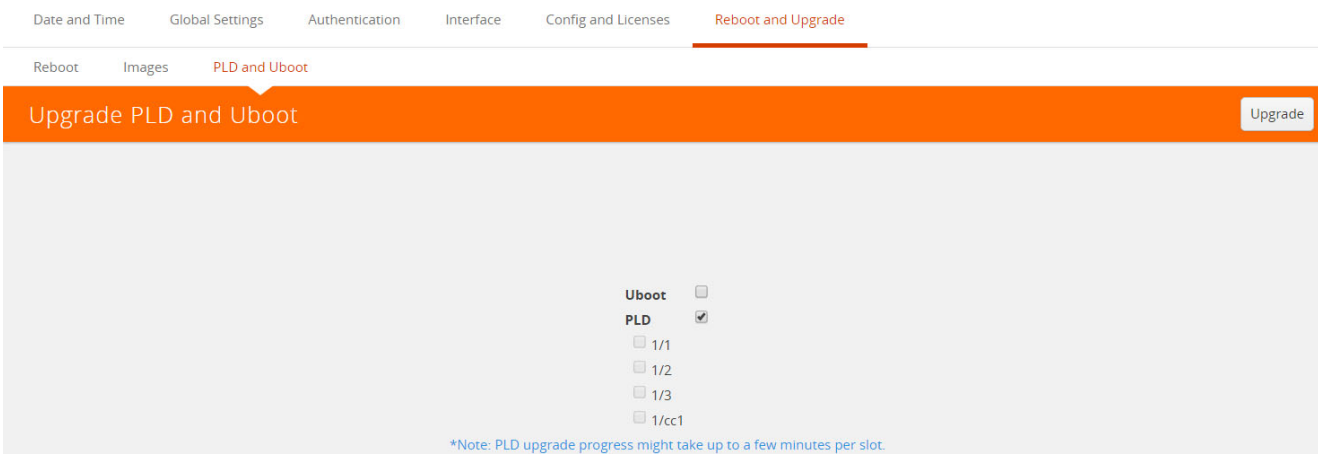 Date and Time Global Settings Authentication Interface Config and Licenses Reboot and Upgrade
Reboot Images PLD and Uboot
Upgrade PLD and Uboot Upgrade
Uboot
PLD
1/1
1/2
1/3
1/cc1
*Note: PLD upgrade progress might take up to a few minutes per slot.